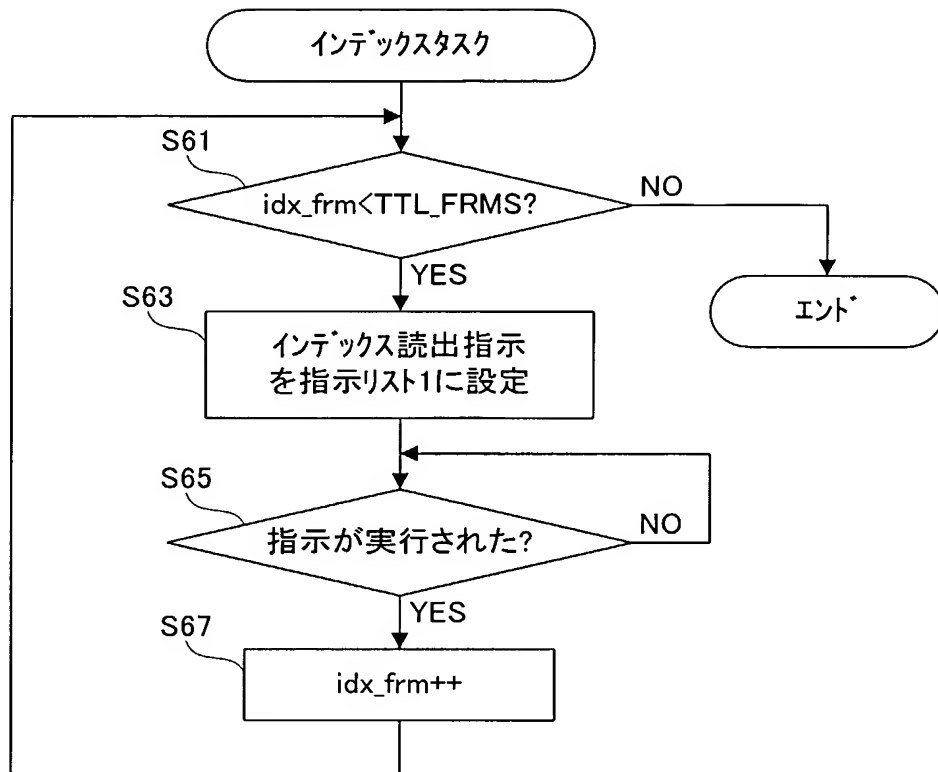 インデックスタスク
S61
idx_frm<TTL_FRMS?
NO
YES
エンド
S63
インデックス読出指示
を指示リスト1に設定
S65
指示が実行された?
NO
YES
S67
idx_frm++